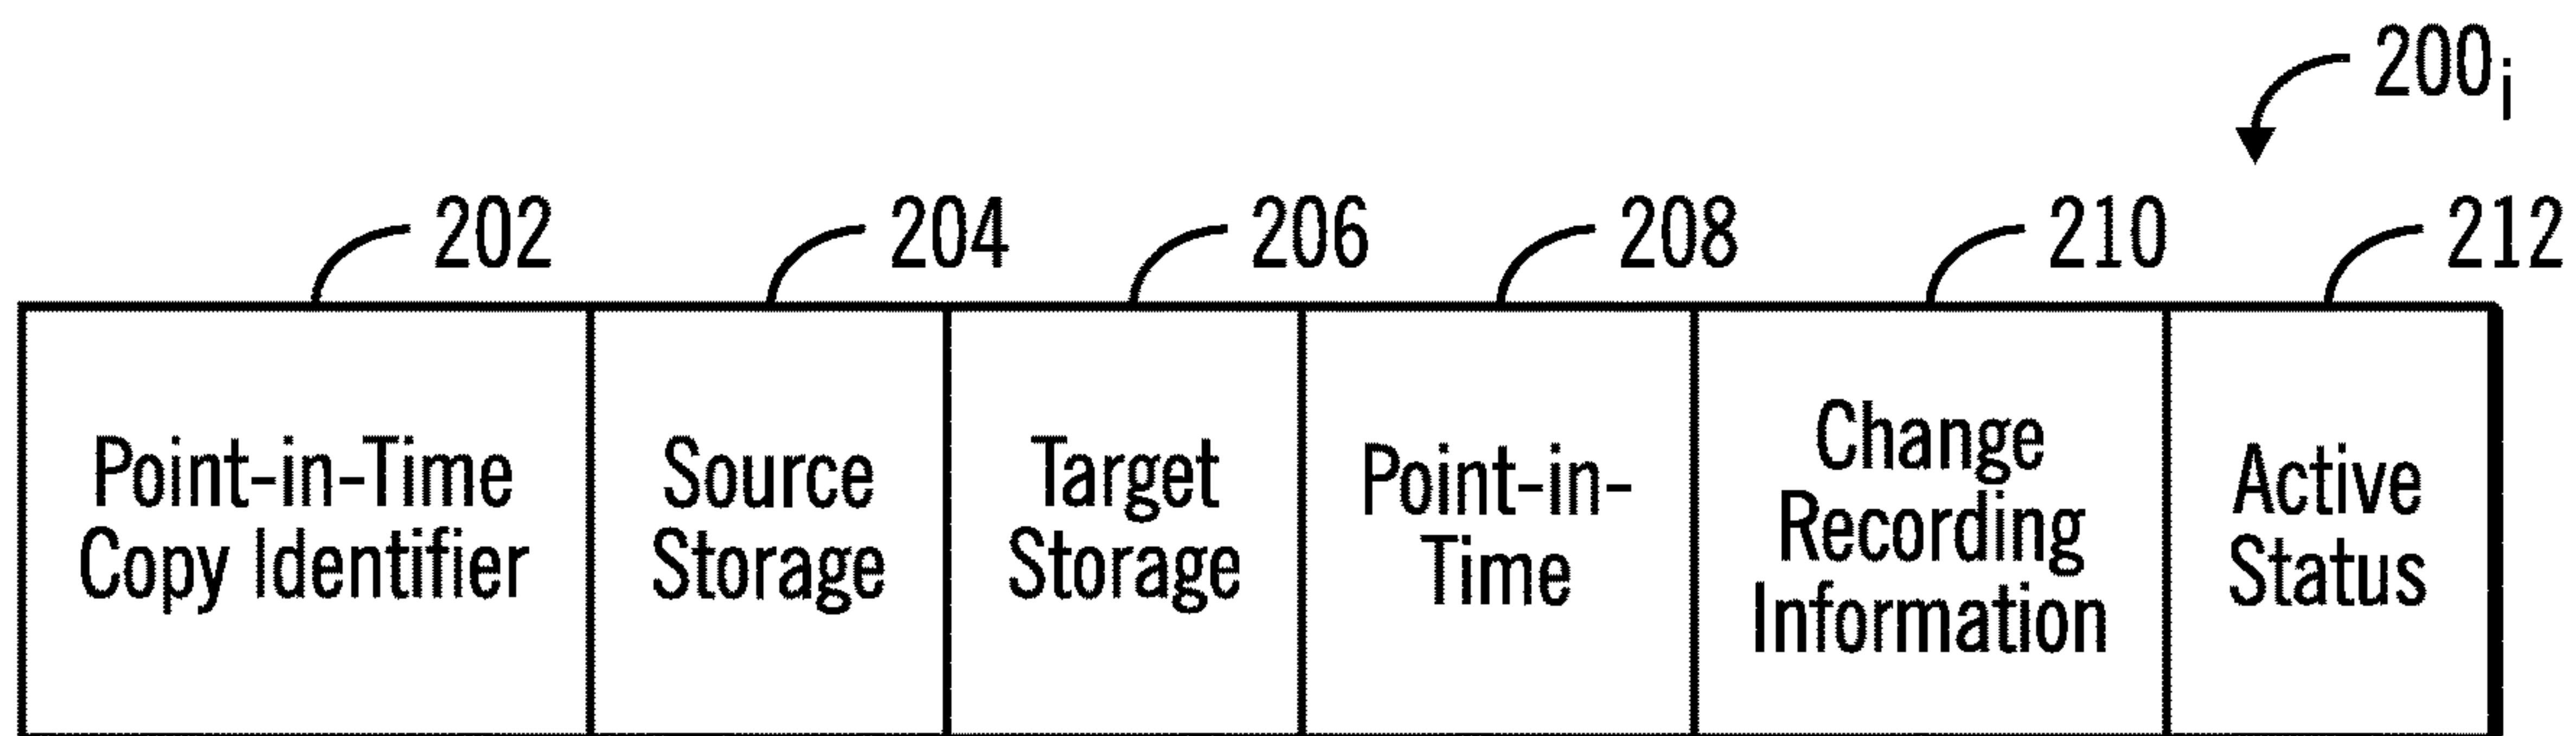 200i
202
204
206
208
210
212
Point-in-Time
Copy Identifier
Source
Storage
Target
Storage
Point-in-
Time
Change
Recording
Information
Active
Status